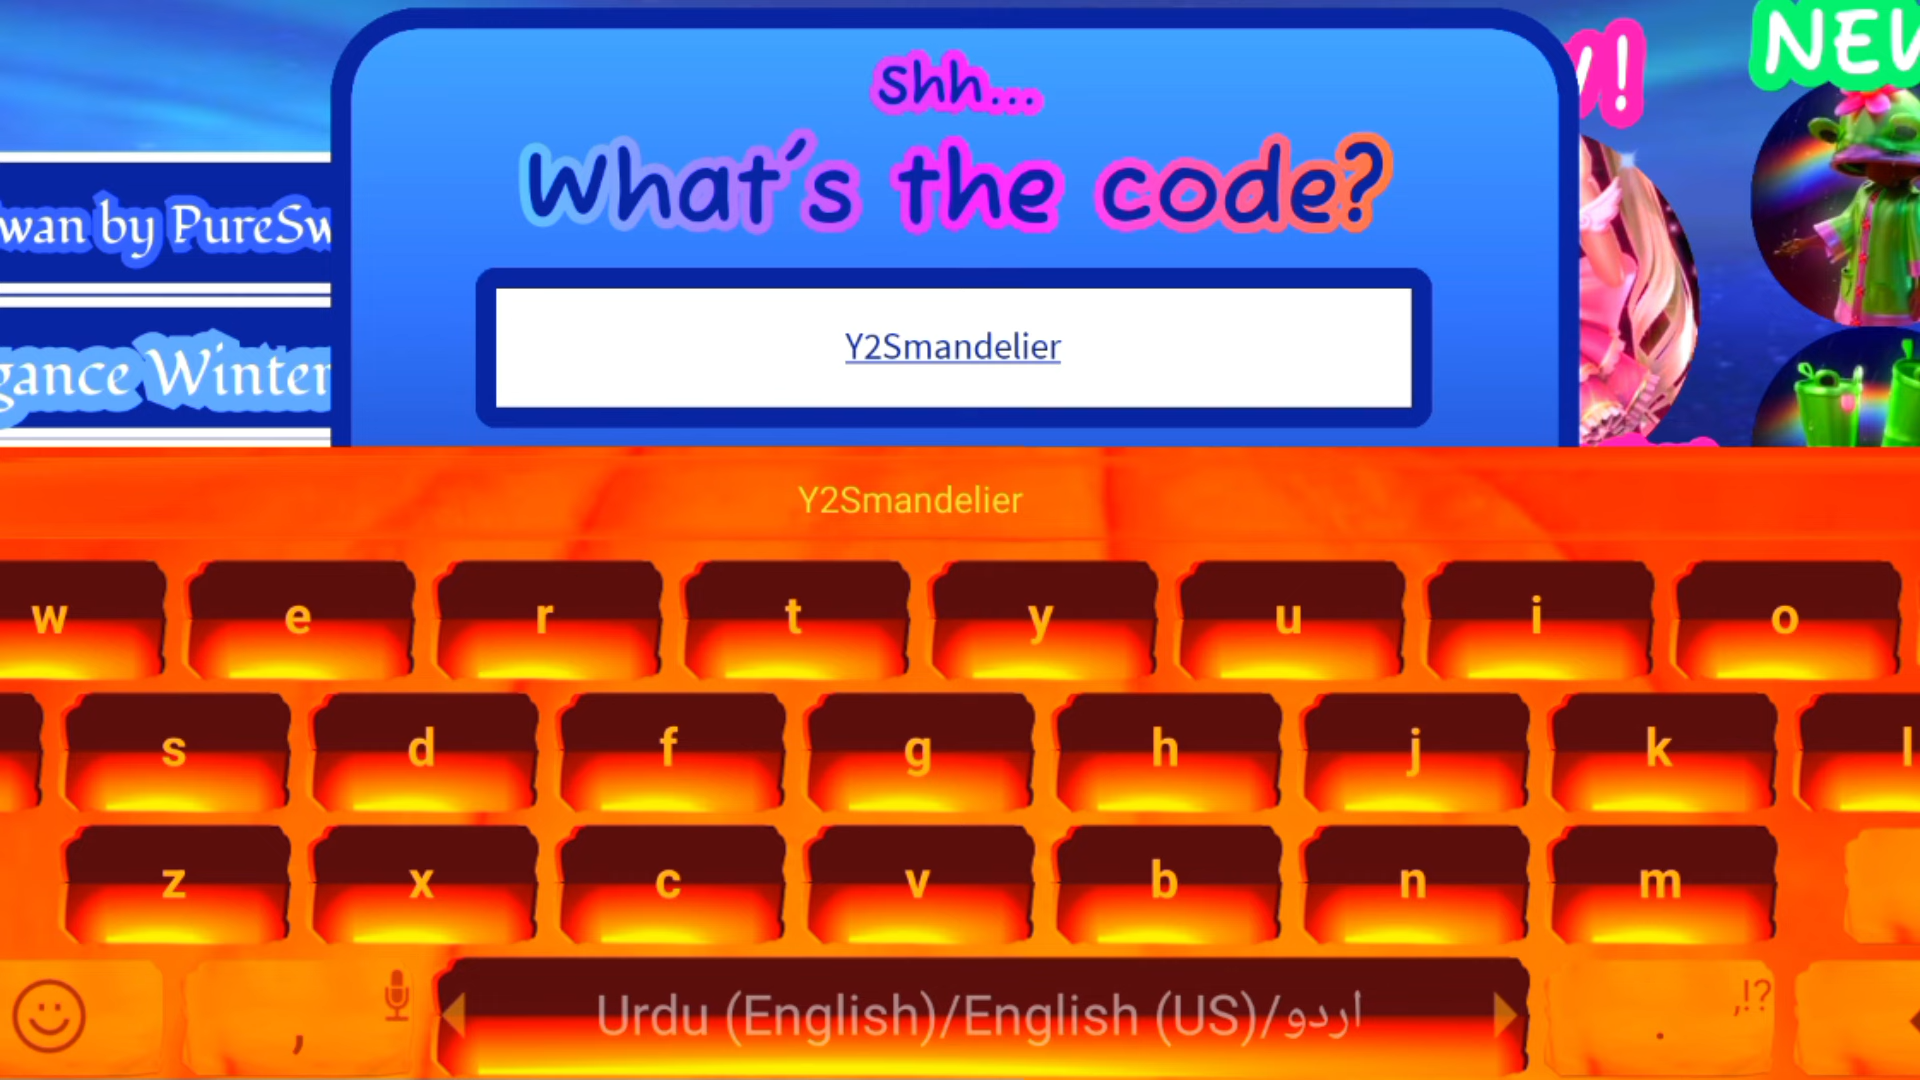 Shh...
What's the code?
NEW
wan by PureSw
Y2Smandelier
gance Winter
Y2Smandelier
w e r t y u i o
s d f g h j k l
z x c v b n m
, Urdu (English)/English (US)/اردو . ,!?